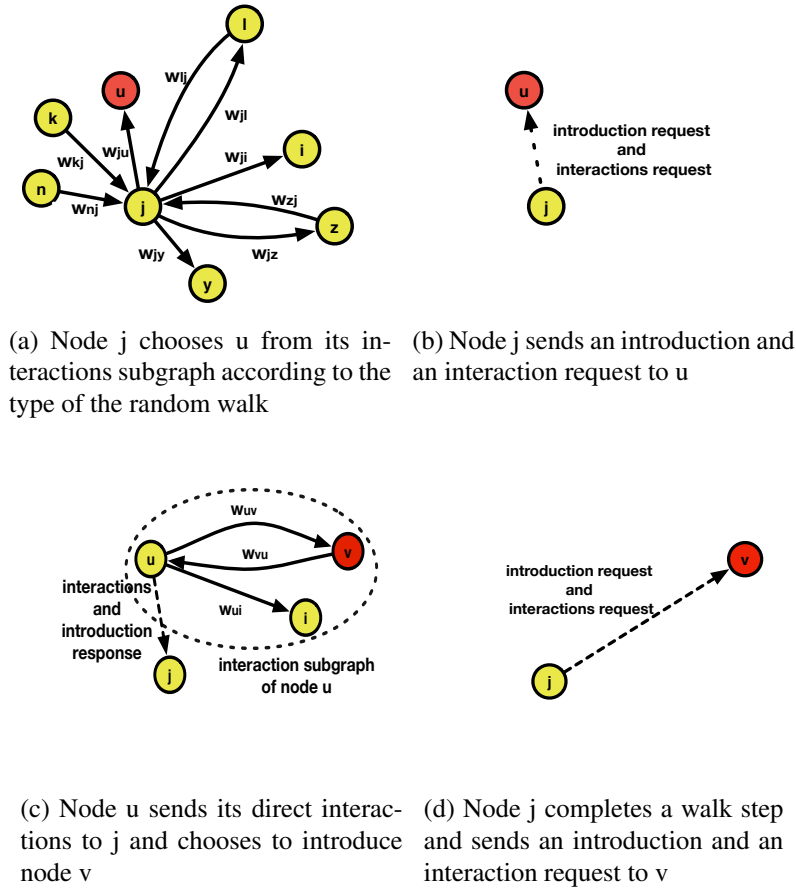 l
wlj
u
wjl
k
wju
wji
i
wkj
n
wnj
j
wzj
z
wjy
wjz
y
u
introduction request
and
interactions request
j
(a) Node j chooses u from its in-
teractions subgraph according to the
type of the random walk
(b) Node j sends an introduction and
an interaction request to u
wuv
u
wvu
v
interactions
and
introduction
response
wui
i
j
interaction subgraph
of node u
v
introduction request
and
interactions request
j
(c) Node u sends its direct interac-
tions to j and chooses to introduce
node v
(d) Node j completes a walk step
and sends an introduction and an
interaction request to v